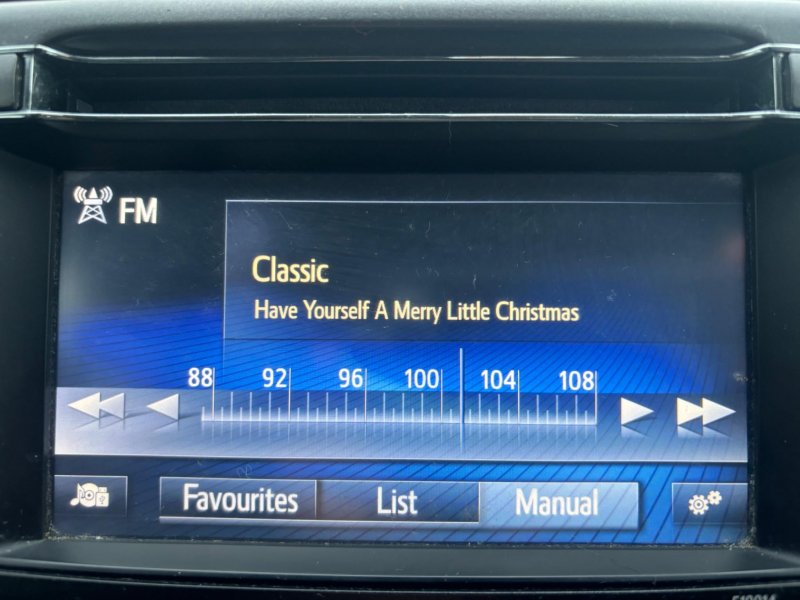 FM
Classic
Have Yourself A Merry Little Christmas
88 92 96 100 104 108
Favourites List Manual